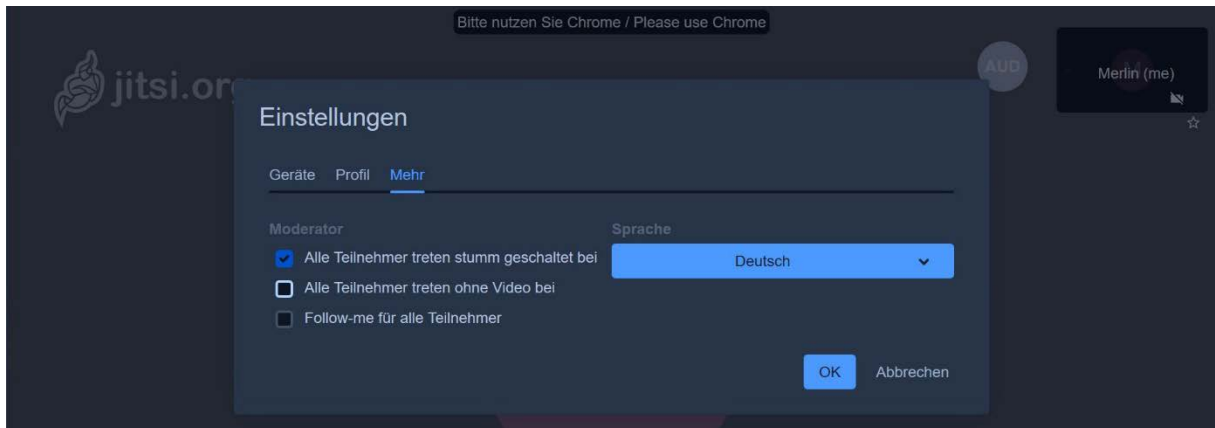 Bitte nutzen Sie Chrome / Please use Chrome
jitsi.org
AUD
Merlin (me)
Einstellungen
Geräte Profil Mehr
Moderator Sprache
Alle Teilnehmer treten stumm geschaltet bei Deutsch
Alle Teilnehmer treten ohne Video bei
Follow-me für alle Teilnehmer
OK Abbrechen